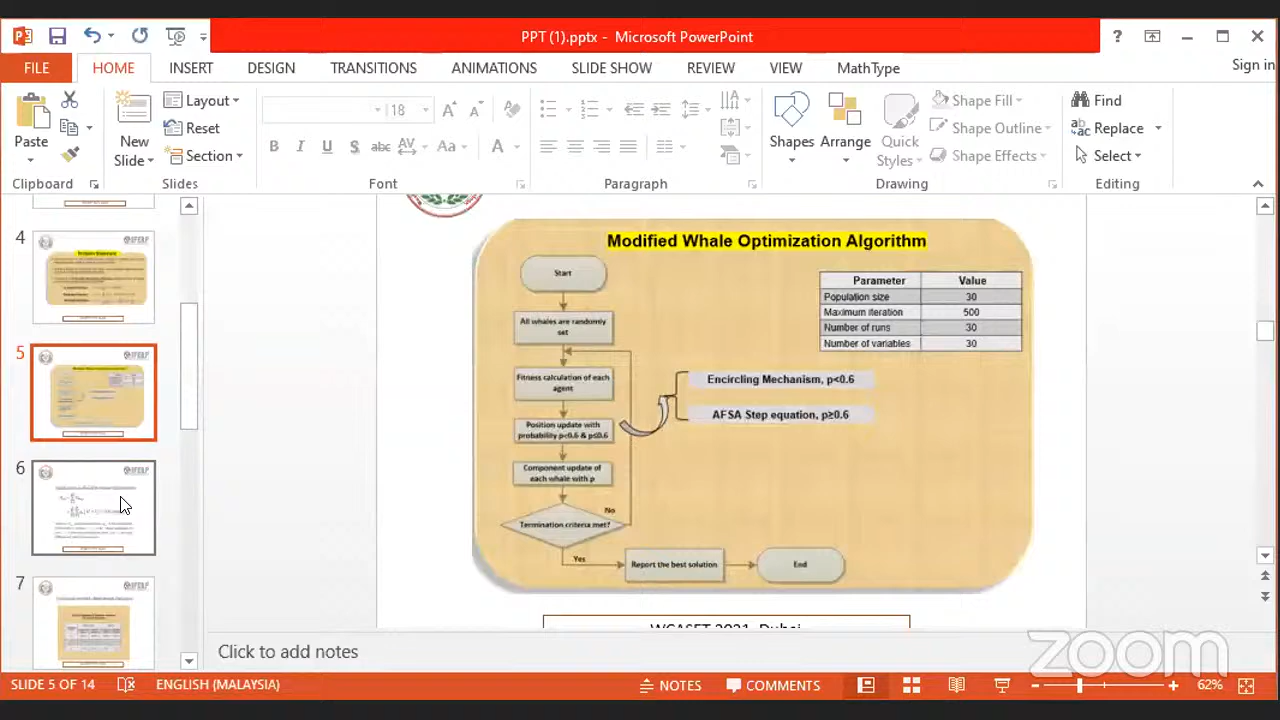 PPT (1).pptx - Microsoft PowerPoint
FILE HOME INSERT DESIGN TRANSITIONS ANIMATIONS SLIDE SHOW REVIEW VIEW MathType Sign in
Paste
Clipboard
New Slide
Layout
Reset
Section
Slides
18
Font
Paragraph
Shapes
Arrange
Quick Styles
Shape Fill
Shape Outline
Shape Effects
Drawing
Find
Replace
Select
Editing
4
5
6
7
Modified Whale Optimization Algorithm
Start
All whales are randomly
set
Fitness calculation of each
agent
Position update with
probability p<0.6 & p≤0.6
Component update of
each whale with p
Termination criteria met?
No
Yes
Report the best solution
End
Encircling Mechanism, p<0.6
AFSA Step equation, p≥0.6
Parameter Value
Population size 30
Maximum iteration 500
Number of runs 30
Number of variables 30
WCASET 2021, Dubai
Click to add notes
zoom
SLIDE 5 OF 14 ENGLISH (MALAYSIA) NOTES COMMENTS 62%